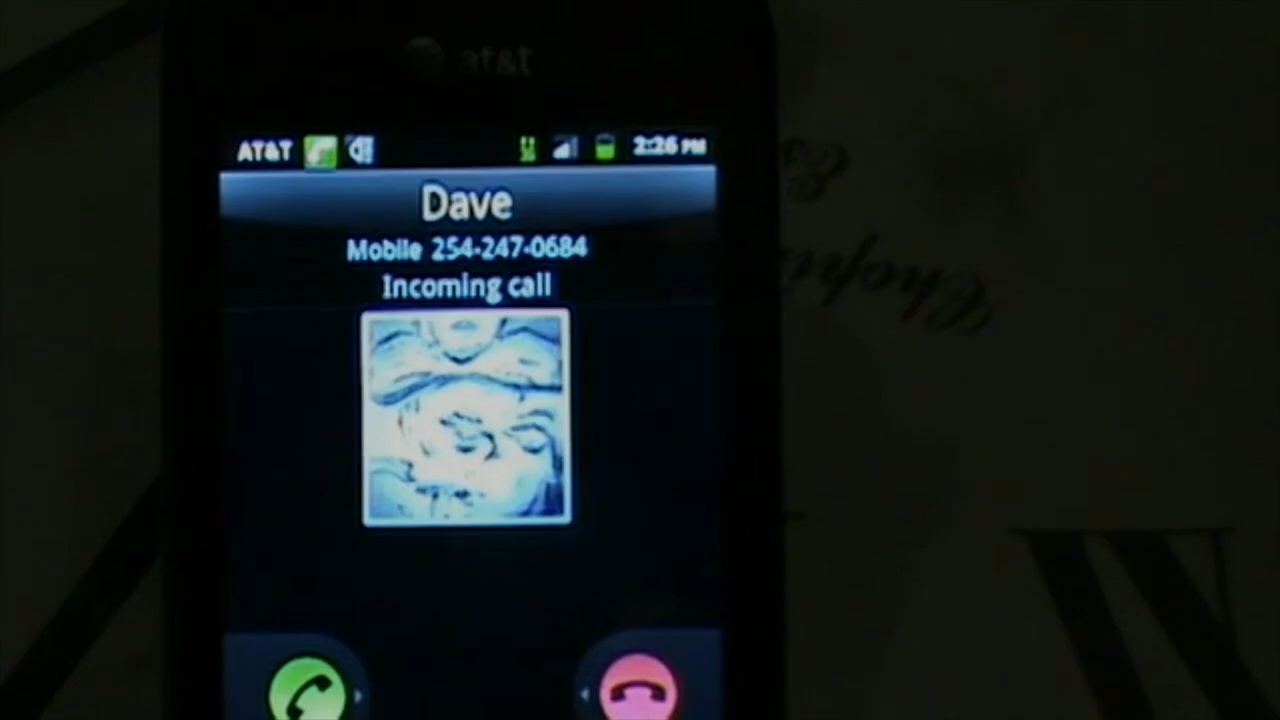 at&t
AT&T 2:26 PM
Dave
Mobile 254-247-0684
Incoming call